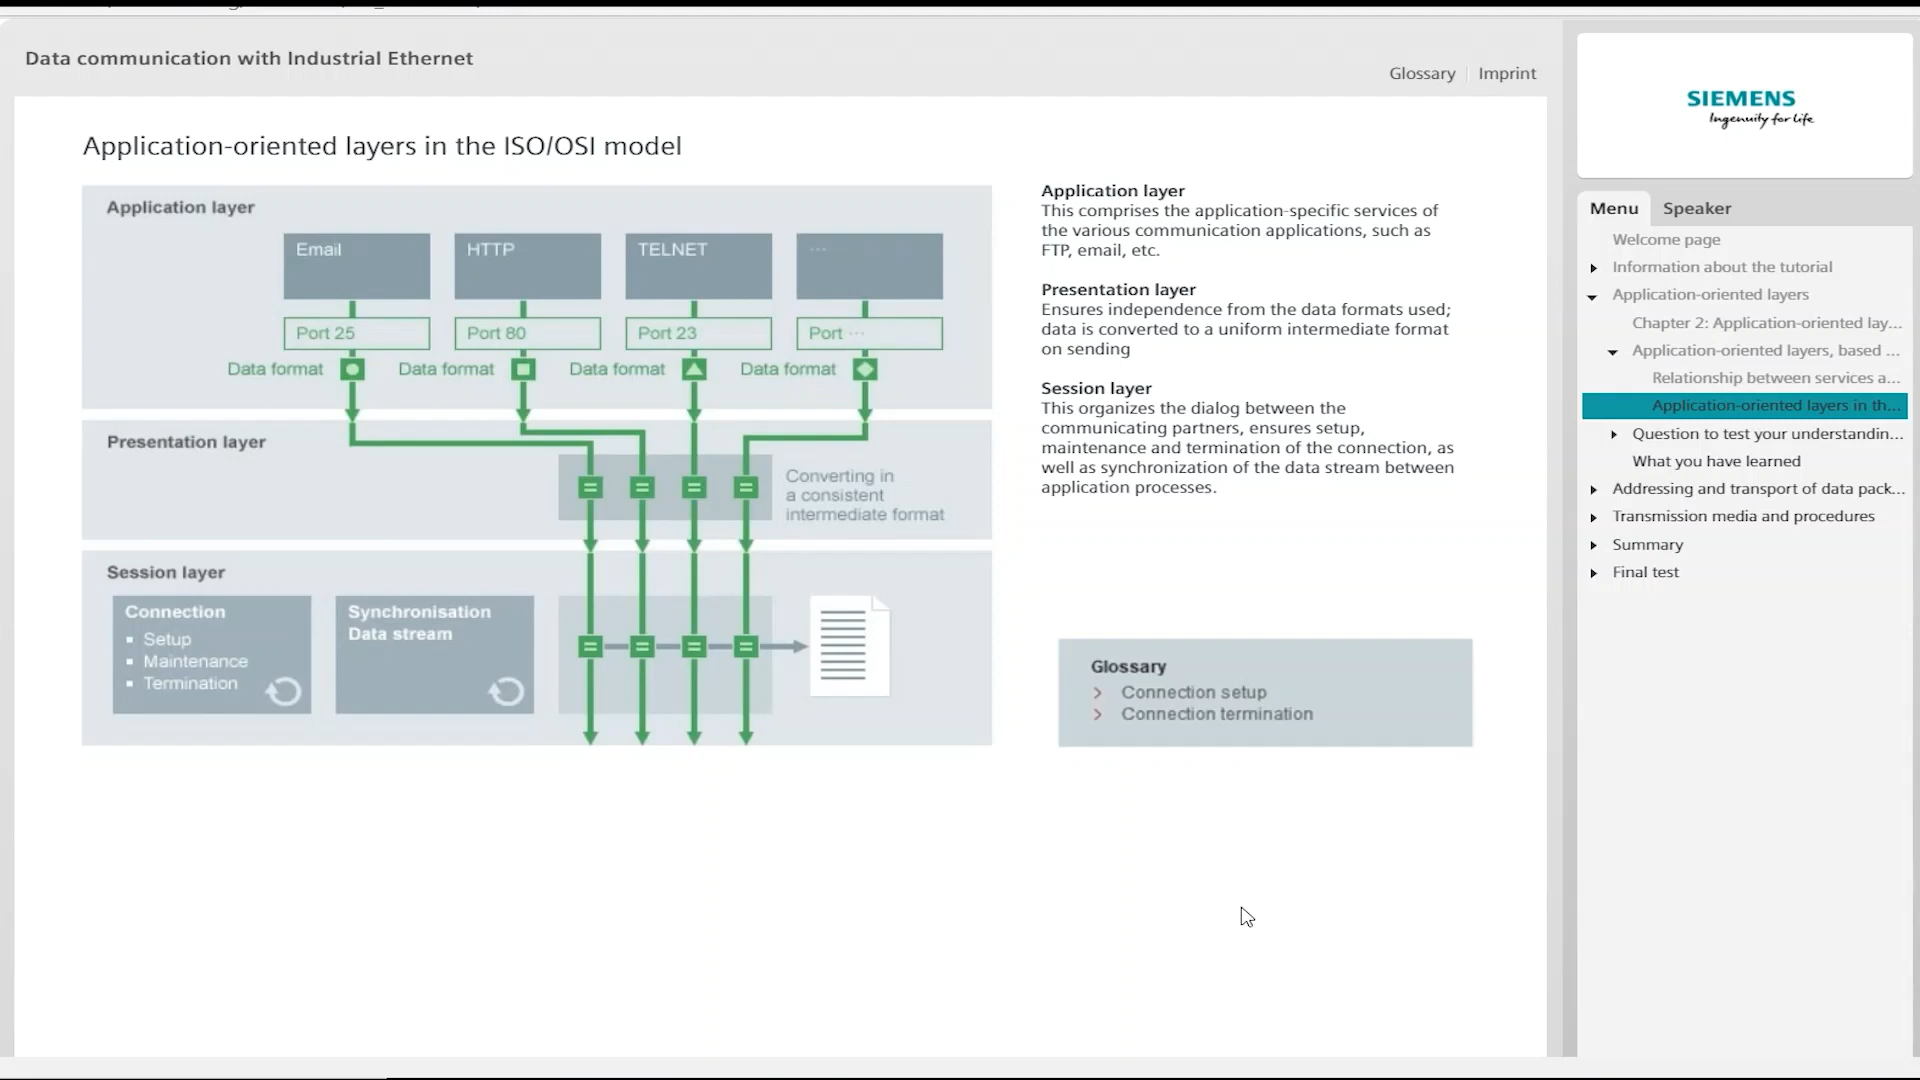 Data communication with Industrial Ethernet
Glossary
Imprint
Application-oriented layers in the ISO/OSI model
Application layer
Email
HTTP
TELNET
...
Port 25
Port 80
Port 23
Port ...
Data format
Data format
Data format
Data format
Presentation layer
Converting in
a consistent
intermediate format
Session layer
Connection
▪ Setup
▪ Maintenance
▪ Termination
Synchronisation
Data stream
Application layer
This comprises the application-specific services of
the various communication applications, such as
FTP, email, etc.
Presentation layer
Ensures independence from the data formats used;
data is converted to a uniform intermediate format
on sending
Session layer
This organizes the dialog between the
communicating partners, ensures setup,
maintenance and termination of the connection, as
well as synchronization of the data stream between
application processes.
Glossary
> Connection setup
> Connection termination
SIEMENS
Ingenuity for life
Menu
Speaker
Welcome page
Information about the tutorial
Application-oriented layers
Chapter 2: Application-oriented lay...
Application-oriented layers, based ...
Relationship between services a...
Application-oriented layers in th...
Question to test your understandin...
What you have learned
Addressing and transport of data pack...
Transmission media and procedures
Summary
Final test